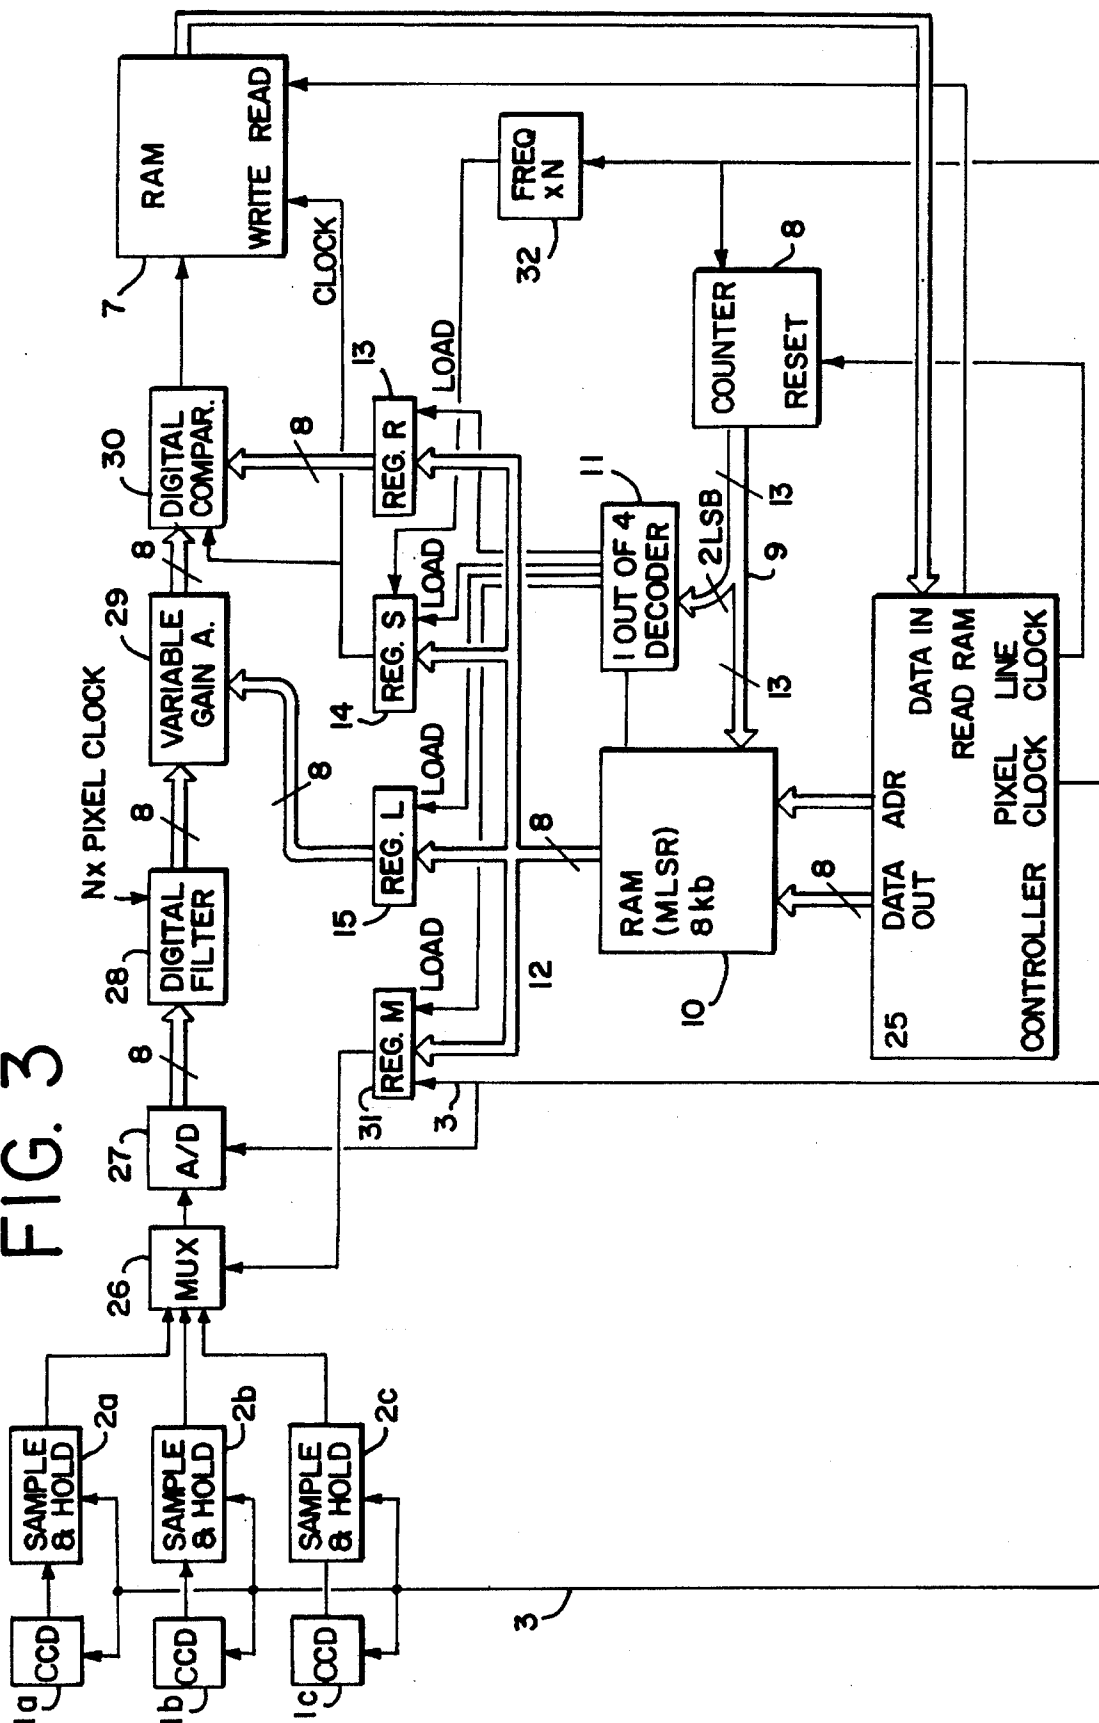 FIG. 3
1a
CCD
SAMPLE
& HOLD
2a
1b
CCD
SAMPLE
& HOLD
2b
1c
CCD
SAMPLE
& HOLD
2c
3
26
MUX
27
A/D
8
28
DIGITAL
FILTER
Nx PIXEL CLOCK
8
29
VARIABLE
GAIN A.
8
30
DIGITAL
COMPAR.
7
RAM
WRITE READ
CLOCK
31
REG. M
3
LOAD
12
15
REG. L
LOAD
8
14
REG. S
LOAD
13
REG. R
8
LOAD
32
FREQ
xN
10
RAM
(MLSR)
8kb
8
11
1 OUT OF 4
DECODER
2LSB
13
9
13
COUNTER
RESET
8
25
CONTROLLER
DATA
OUT
8
ADR
DATA IN
READ RAM
PIXEL
CLOCK
LINE
CLOCK